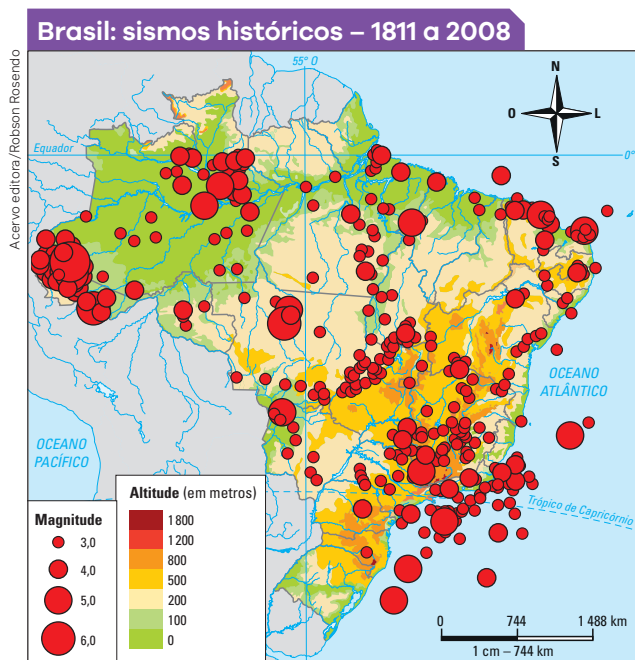 Brasil: sismos históricos – 1811 a 2008
Acervo editora/Robson Rosendo
55° O
N
O
L
S
Equador
0°
OCEANO
ATLÂNTICO
OCEANO
PACÍFICO
Trópico de Capricórnio
Magnitude
3,0
4,0
5,0
6,0
Altitude (em metros)
1 800
1 200
800
500
200
100
0
0
744
1 488 km
1 cm – 744 km